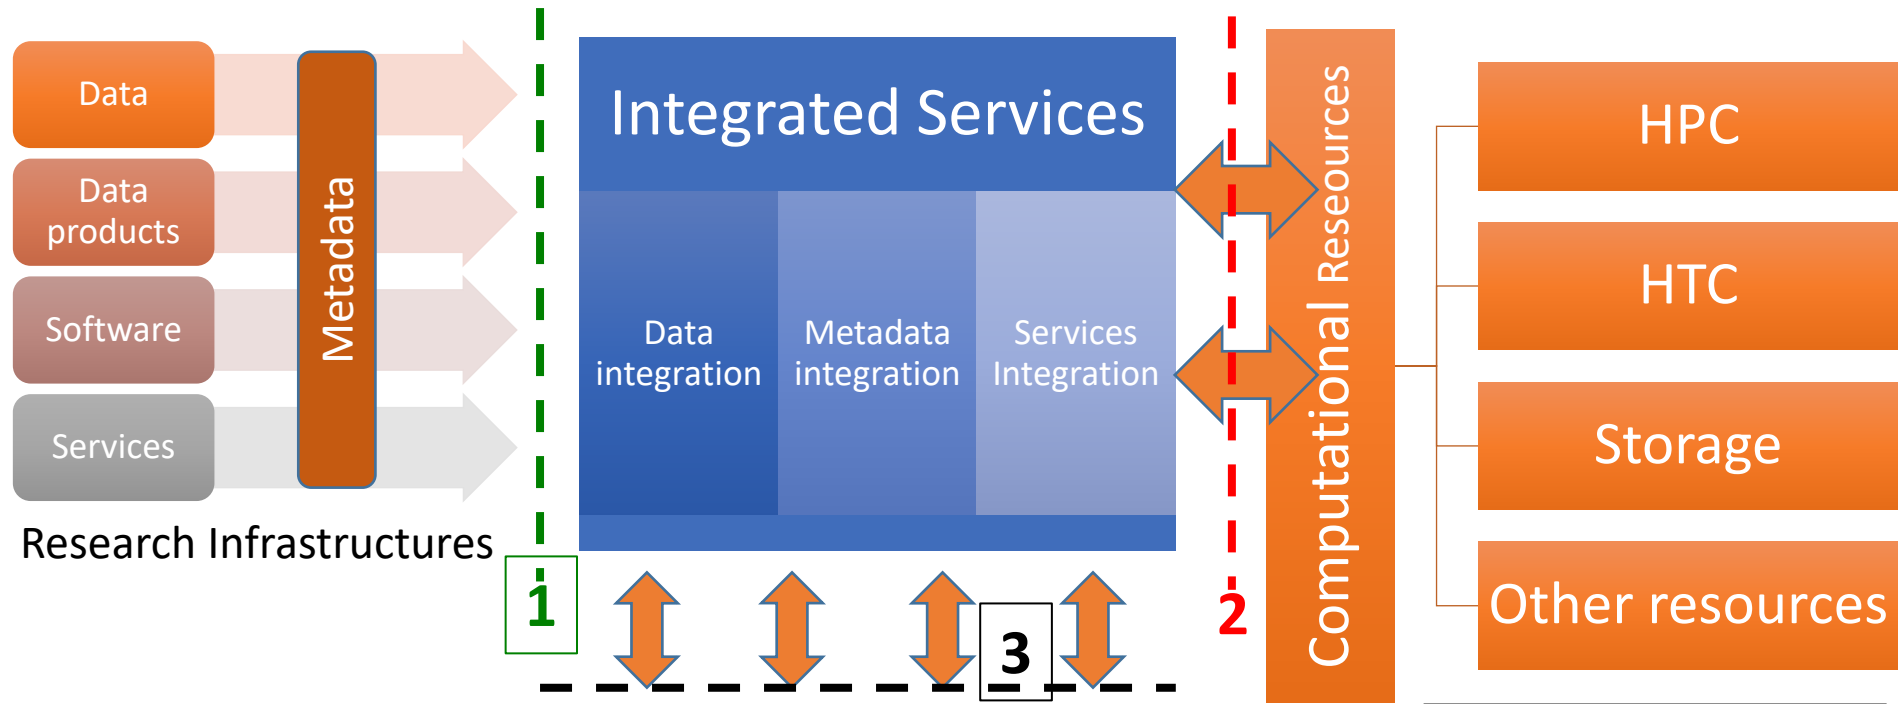 Data
Data
products
Software
Services
Metadata
Research Infrastructures
1
Integrated Services
Data
integration
Metadata
integration
Services
Integration
3
2
Computational Reseources
HPC
HTC
Storage
Other resources